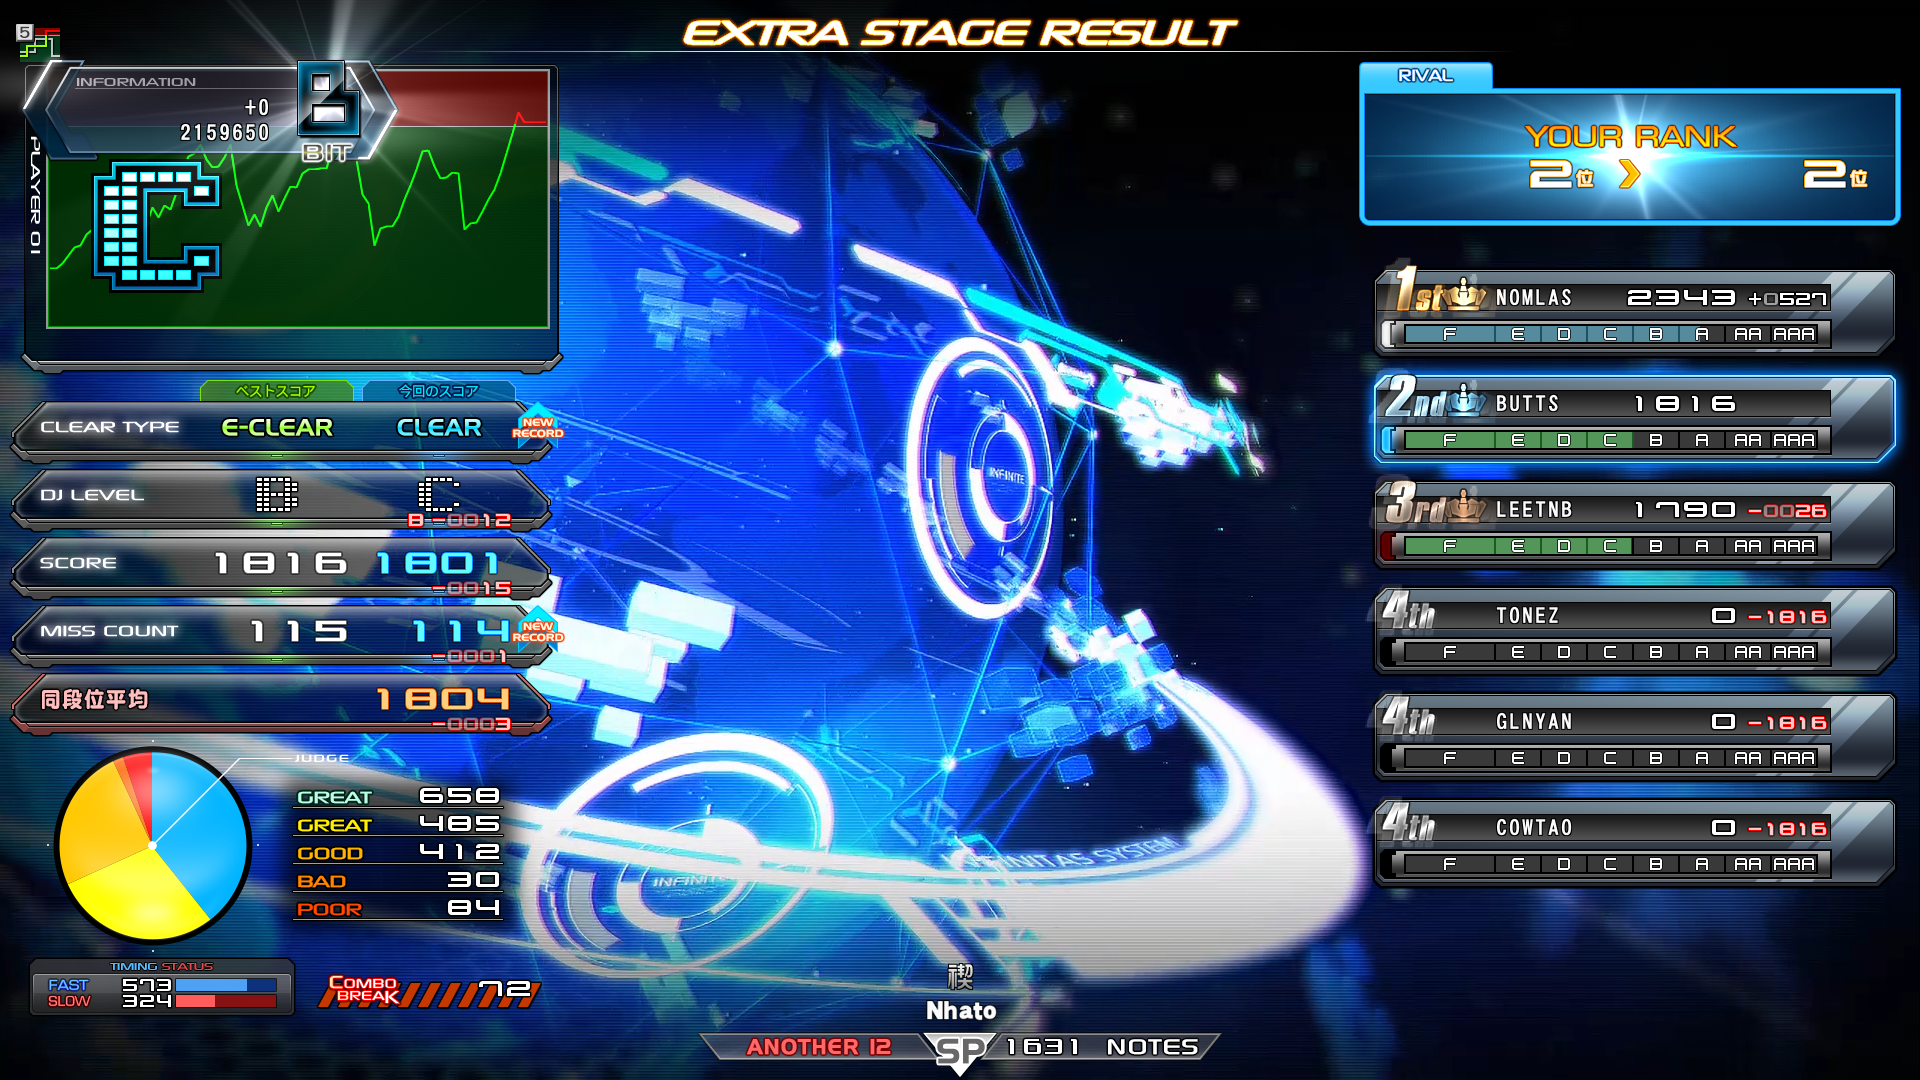 EXTRA STAGE RESULT
5
INFORMATION
+0
2159650
B
BIT
PLAYER 01
C
ベストスコア 今回のスコア
CLEAR TYPE E-CLEAR CLEAR NEW RECORD
DJ LEVEL B C
B -0012
SCORE 1816 1801
-0015
MISS COUNT 115 114 NEW RECORD
-0001
同段位平均 1804
-0003
JUDGE
GREAT 658
GREAT 485
GOOD 412
BAD 30
POOR 84
TIMING STATUS
FAST 573
SLOW 324
COMBO BREAK 72
INFINITE
INFINITAS SYSTEM
INFINITE
禊
Nhato
ANOTHER 12 SP 1631 NOTES
RIVAL
YOUR RANK
2位 2位
1st NOMLAS 2343 +0527
F E D C B A AA AAA
2nd BUTTS 1816
F E D C B A AA AAA
3rd LEETNB 1790 -0026
F E D C B A AA AAA
4th TONEZ 0 -1816
F E D C B A AA AAA
4th GLNYAN 0 -1816
F E D C B A AA AAA
4th COWTAO 0 -1816
F E D C B A AA AAA